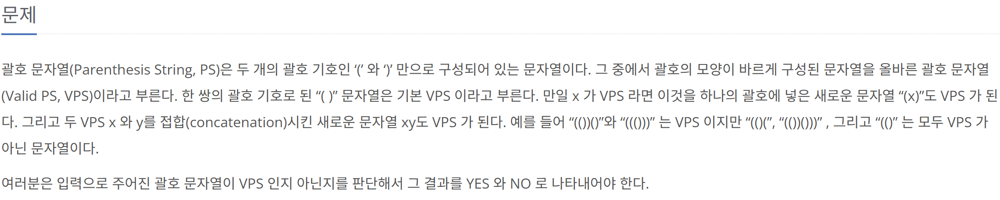 문제
괄호 문자열(Parenthesis String, PS)은 두 개의 괄호 기호인 ‘(’ 와 ‘)’ 만으로 구성되어 있는 문자열이다. 그 중에서 괄호의 모양이 바르게 구성된 문자열을 올바른 괄호 문자열
(Valid PS, VPS)이라고 부른다. 한 쌍의 괄호 기호로 된 “( )” 문자열은 기본 VPS 이라고 부른다. 만일 x 가 VPS 라면 이것을 하나의 괄호에 넣은 새로운 문자열 “(x)”도 VPS 가 된
다. 그리고 두 VPS x 와 y를 접합(concatenation)시킨 새로운 문자열 xy도 VPS 가 된다. 예를 들어 “(())()”와 “((()))” 는 VPS 이지만 “(()(”, “(())()))” , 그리고 “(()” 는 모두 VPS 가
아닌 문자열이다.
여러분은 입력으로 주어진 괄호 문자열이 VPS 인지 아닌지를 판단해서 그 결과를 YES 와 NO 로 나타내어야 한다.